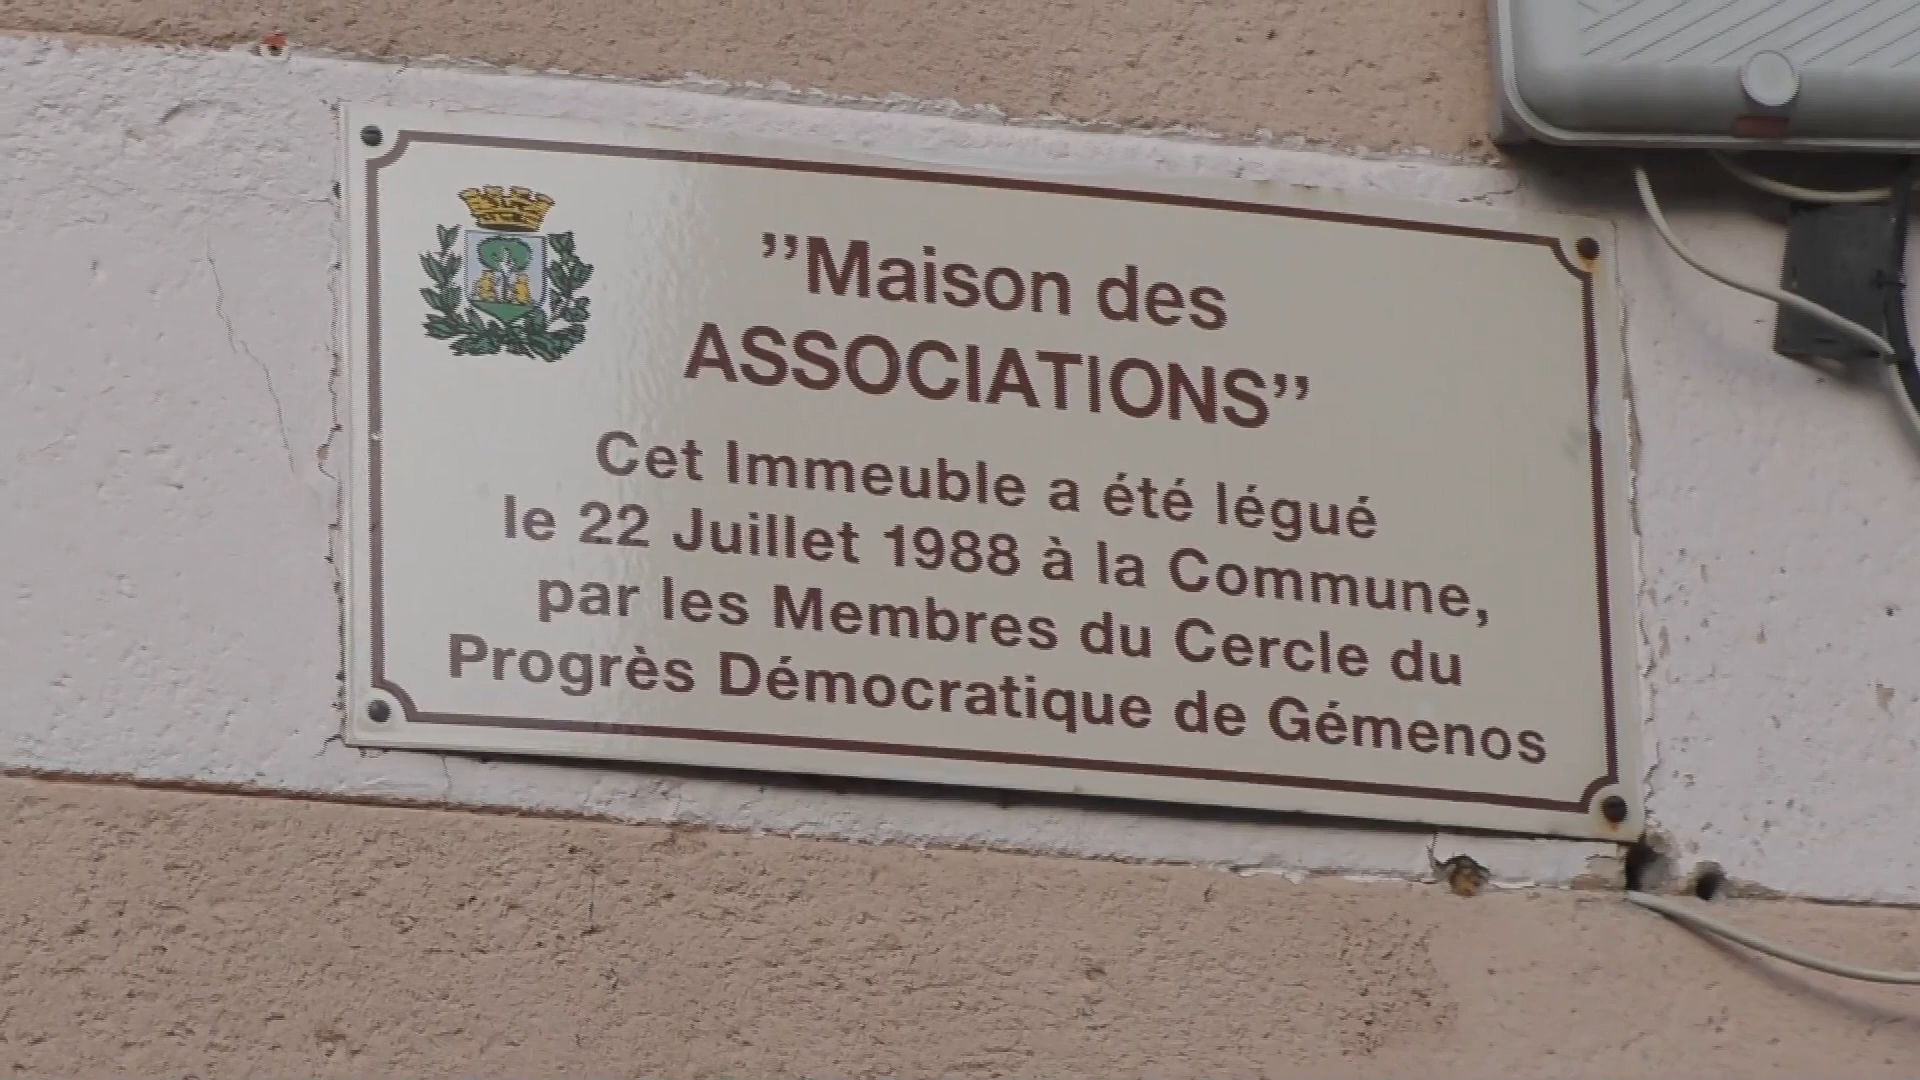 ”Maison des
ASSOCIATIONS”
Cet Immeuble a été légué
le 22 Juillet 1988 à la Commune,
par les Membres du Cercle du
Progrès Démocratique de Gémenos